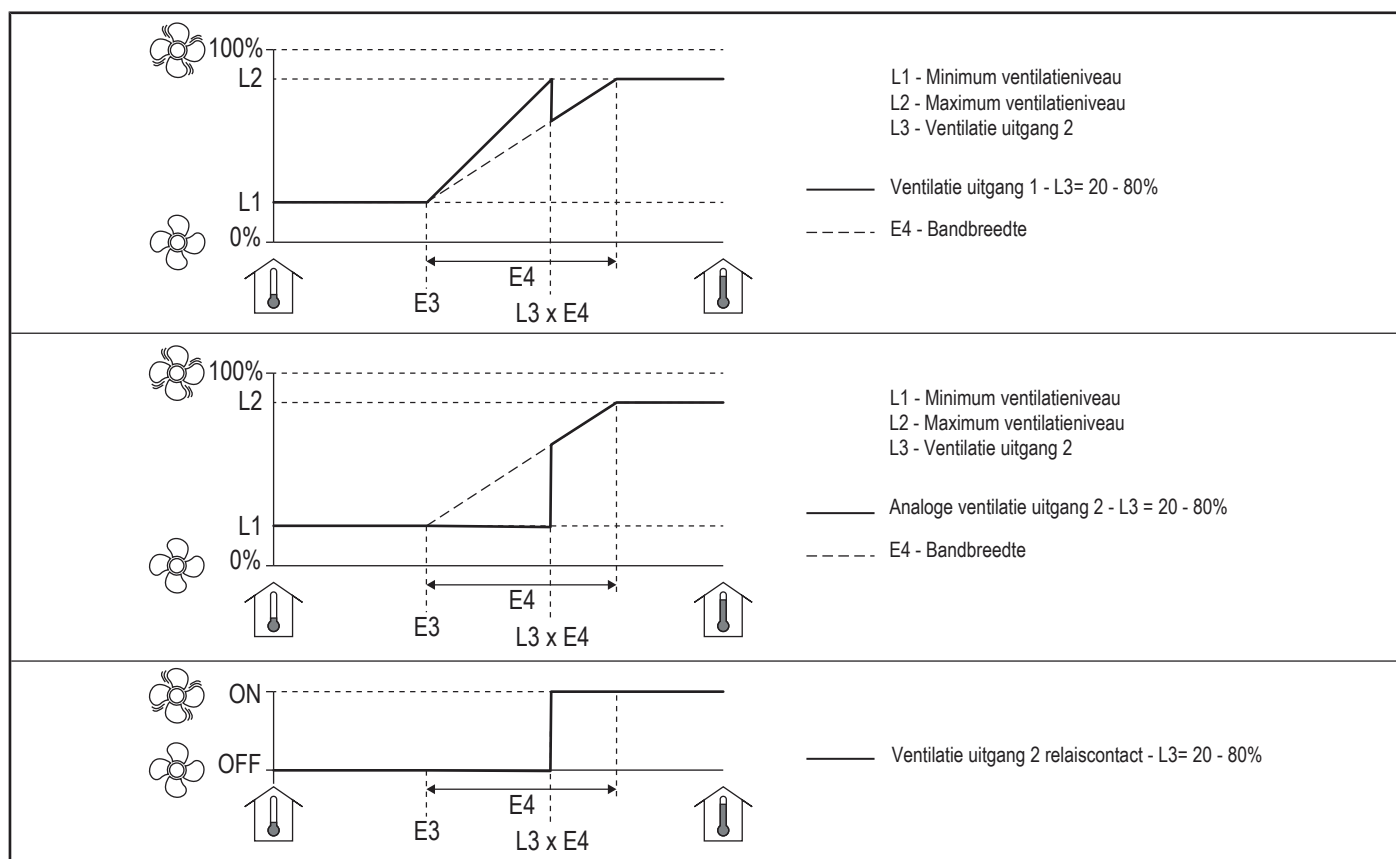 100%
L2
L1
0%
E3
E4
L3 x E4
L1 - Minimum ventilatieniveau
L2 - Maximum ventilatieniveau
L3 - Ventilatie uitgang 2
Ventilatie uitgang 1 - L3= 20 - 80%
E4 - Bandbreedte
100%
L2
L1
0%
E3
E4
L3 x E4
L1 - Minimum ventilatieniveau
L2 - Maximum ventilatieniveau
L3 - Ventilatie uitgang 2
Analoge ventilatie uitgang 2 - L3 = 20 - 80%
E4 - Bandbreedte
ON
OFF
E3
E4
L3 x E4
Ventilatie uitgang 2 relaiscontact - L3= 20 - 80%